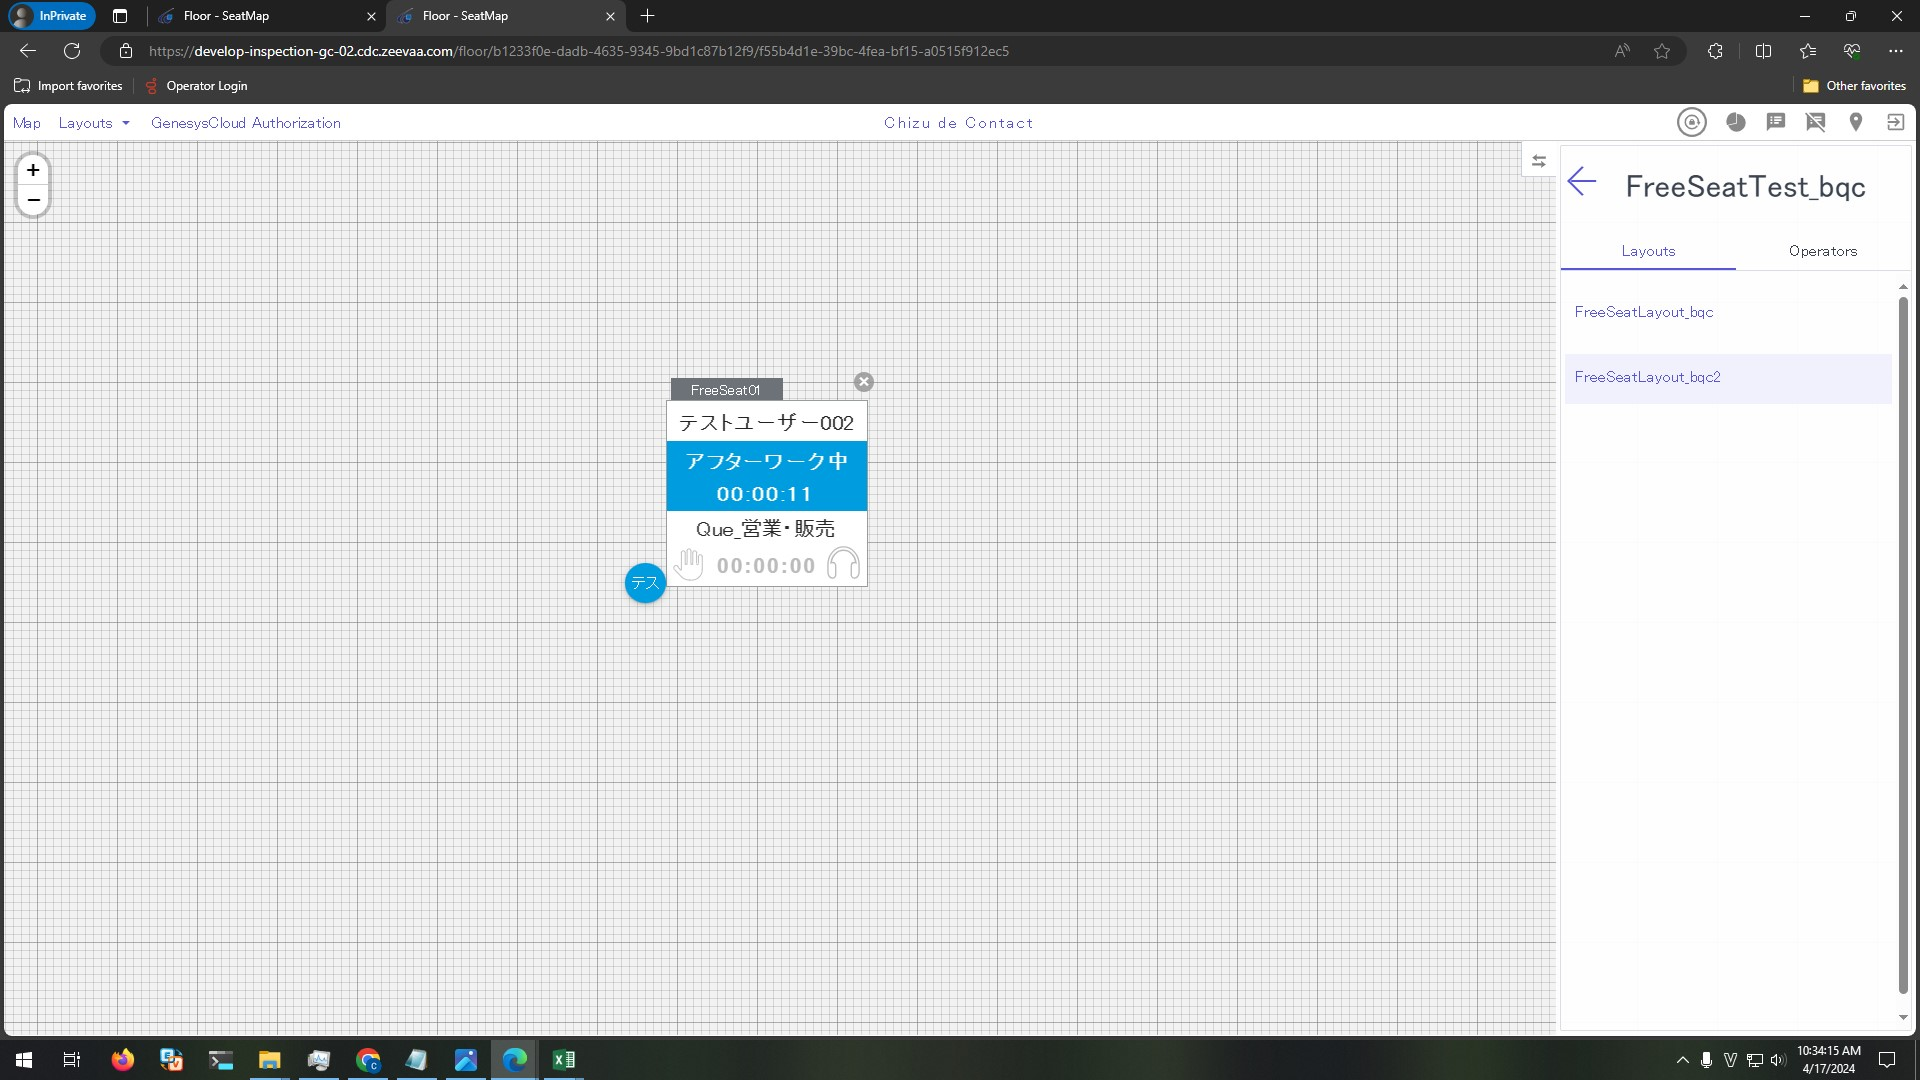 InPrivate
Floor - SeatMap
Floor - SeatMap
https://develop-inspection-gc-02.cdc.zeevaa.com/floor/b1233f0e-dadb-4635-9345-9bd1c87b12f9/f55b4d1e-39bc-4fea-bf15-a0515f912ec5
Import favorites
Operator Login
Other favorites
Map
Layouts
GenesysCloud Authorization
Chizu de Contact
+
−
FreeSeatTest_bqc
Layouts
Operators
FreeSeatLayout_bqc
FreeSeatLayout_bqc2
FreeSeat01
テストユーザー002
アフターワーク中
00:00:11
Que_営業・販売
00:00:00
テス
10:34:15 AM
4/17/2024